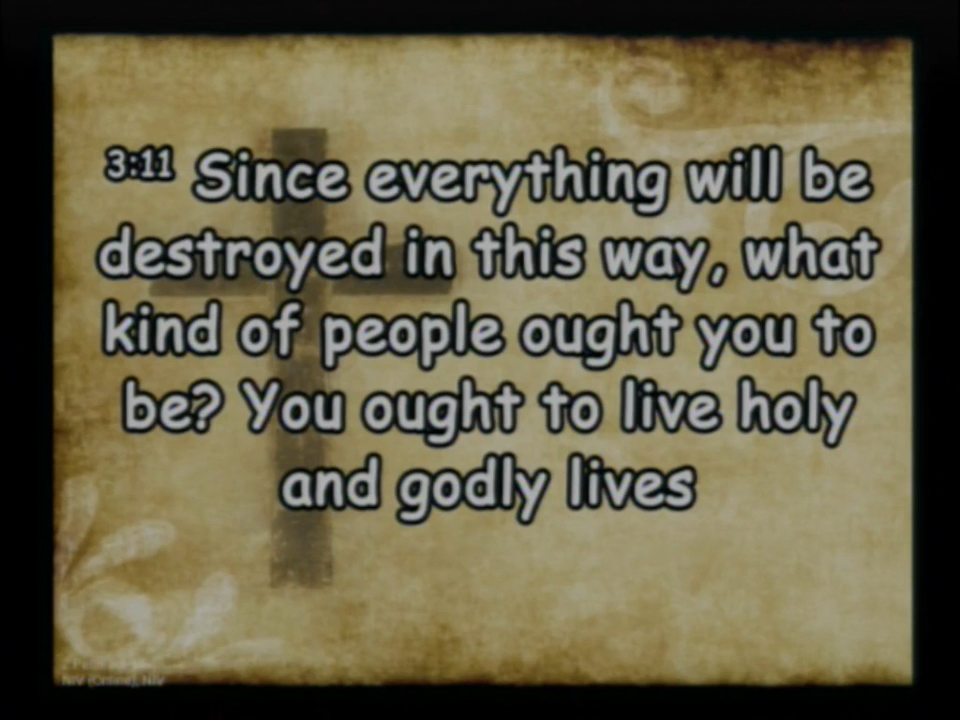 3:11 Since everything will be
destroyed in this way, what
kind of people ought you to
be? You ought to live holy
and godly lives
NIV (Online), NIV